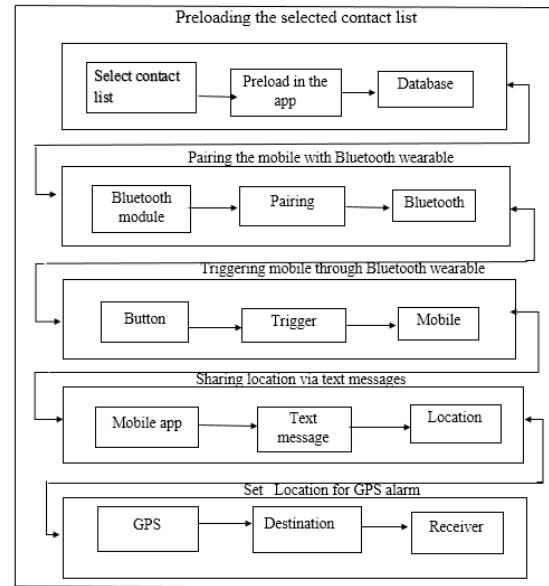 Preloading the selected contact list
Select contact
list
Preload in the
app
Database
Pairing the mobile with Bluetooth wearable
Bluetooth
module
Pairing
Bluetooth
Triggering mobile through Bluetooth wearable
Button
Trigger
Mobile
Sharing location via text messages
Mobile app
Text
message
Location
Set Location for GPS alarm
GPS
Destination
Receiver